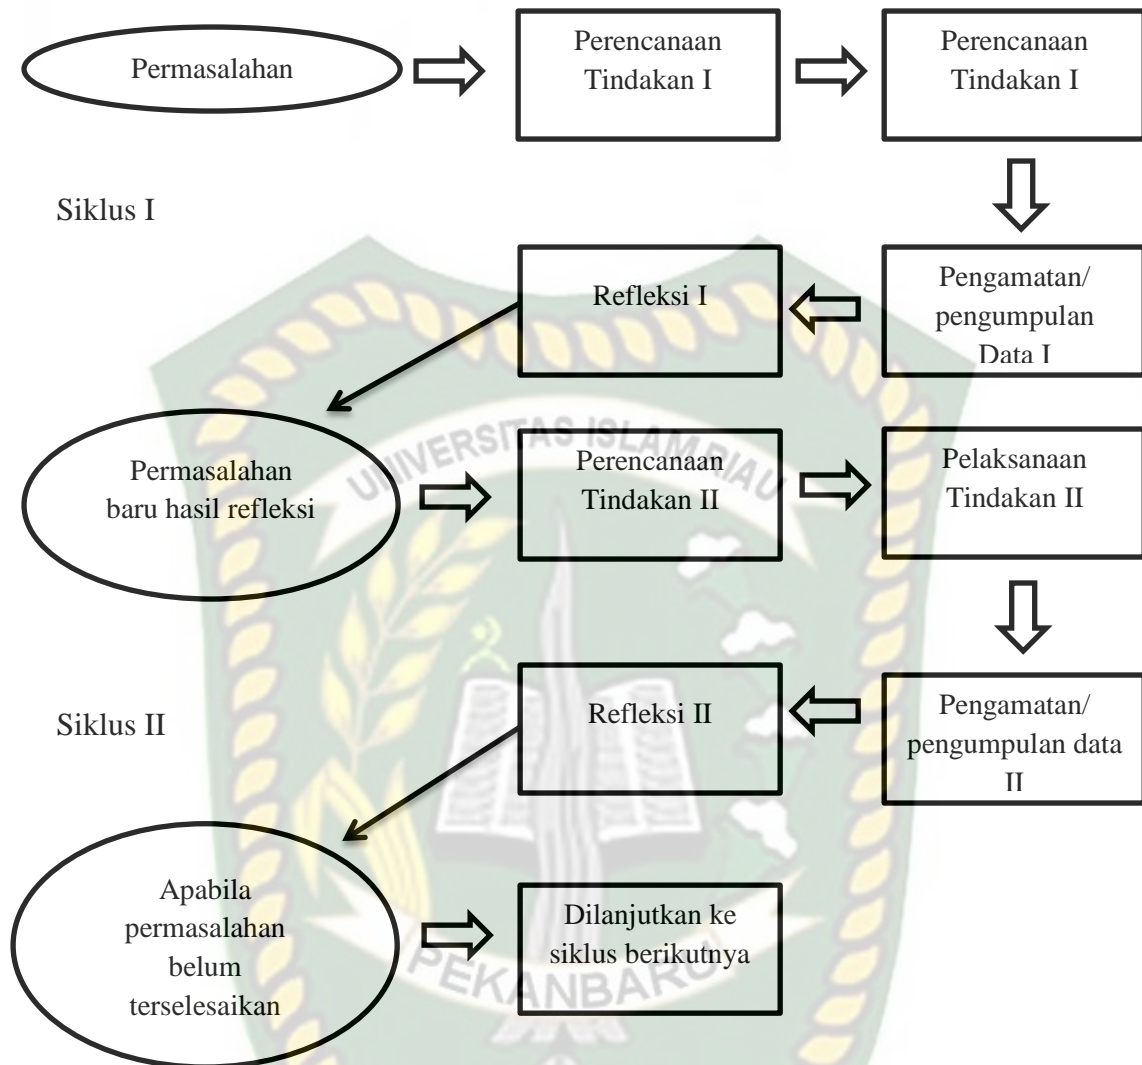 Permasalahan
Perencanaan
Tindakan I
Perencanaan
Tindakan I
Siklus I
Refleksi I
Pengamatan/
pengumpulan
Data I
UNIVERSITAS ISLAM RIAU
Permasalahan
baru hasil refleksi
Perencanaan
Tindakan II
Pelaksanaan
Tindakan II
Siklus II
Refleksi II
Pengamatan/
pengumpulan data
II
Apabila
permasalahan
belum
terselesaikan
Dilanjutkan ke
siklus berikutnya
PEKANBARU